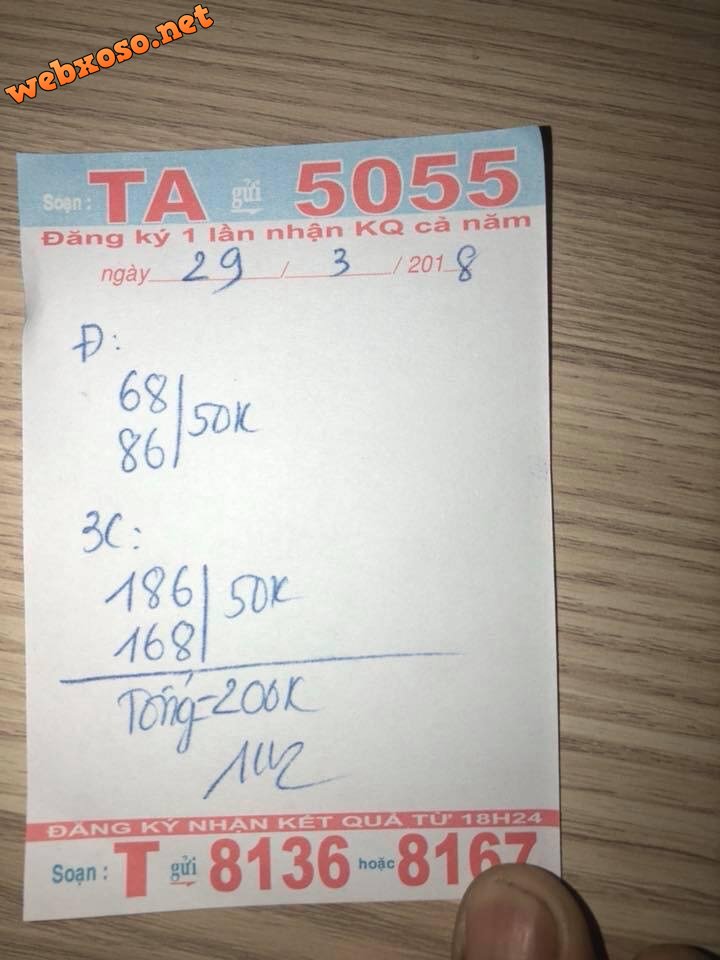 webxoso.net
Soạn : TA gửi 5055
Đăng ký 1 lần nhận KQ cả năm
ngày 29 / 3 / 2018
Đ:
68
86 50K
3C:
186
168 50K
Tổng=200K
ĐĂNG KÝ NHẬN KẾT QUẢ TỪ 18H24
Soạn : T gửi 8136 hoặc 8167